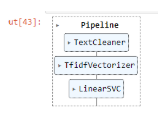 ut[43]:
▸ Pipeline
▸ TextCleaner
▸ TfidfVectorizer
▸ LinearSVC